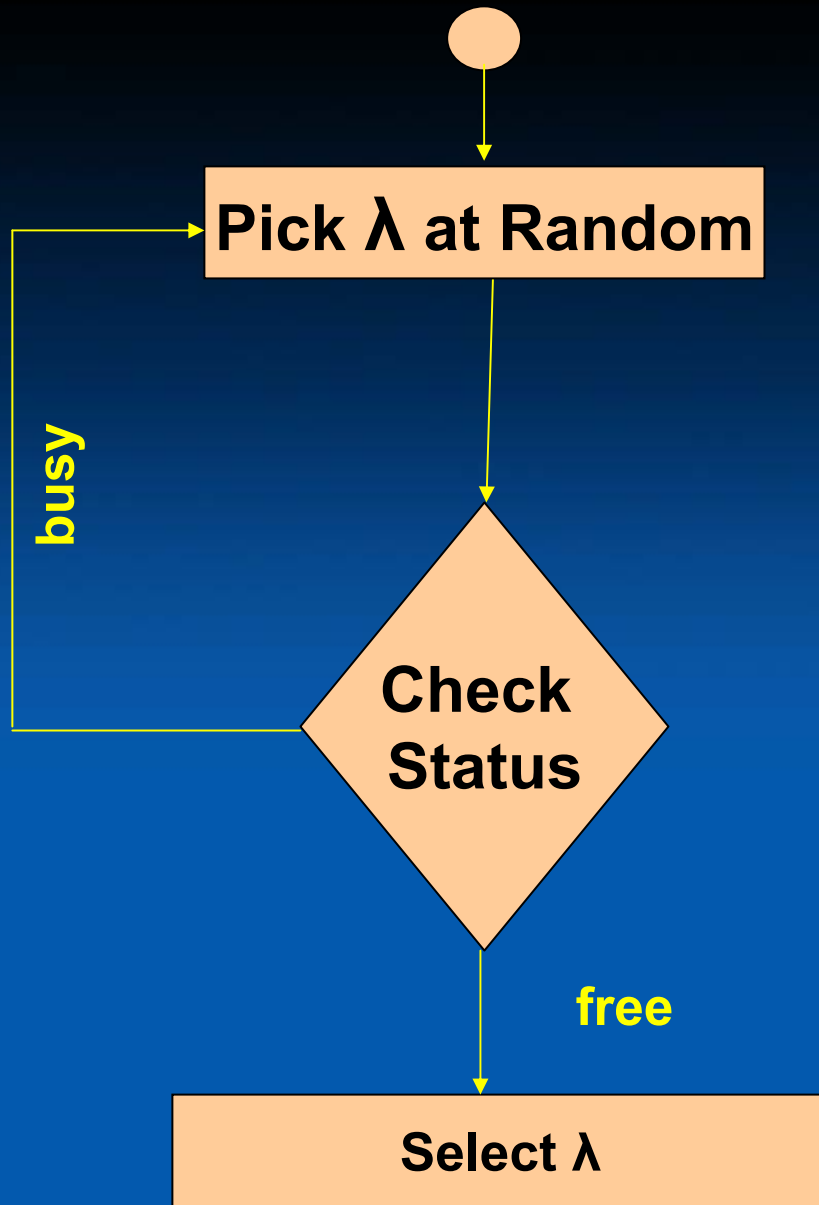 Pick λ at Random
busy
Check
Status
free
Select λ